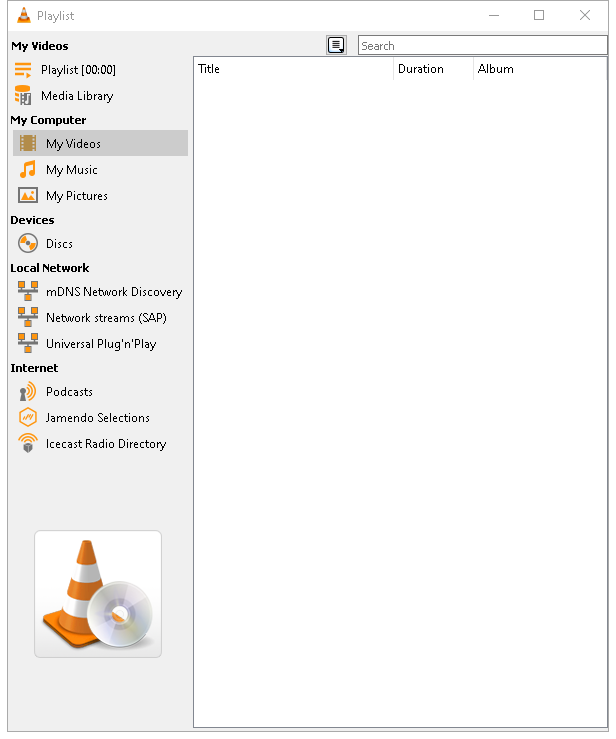 Playlist
My Videos
Search
Playlist [00:00]
Media Library
My Computer
My Videos
My Music
My Pictures
Devices
Discs
Local Network
mDNS Network Discovery
Network streams (SAP)
Universal Plug'n'Play
Internet
Podcasts
Jamendo Selections
Icecast Radio Directory
Title Duration Album